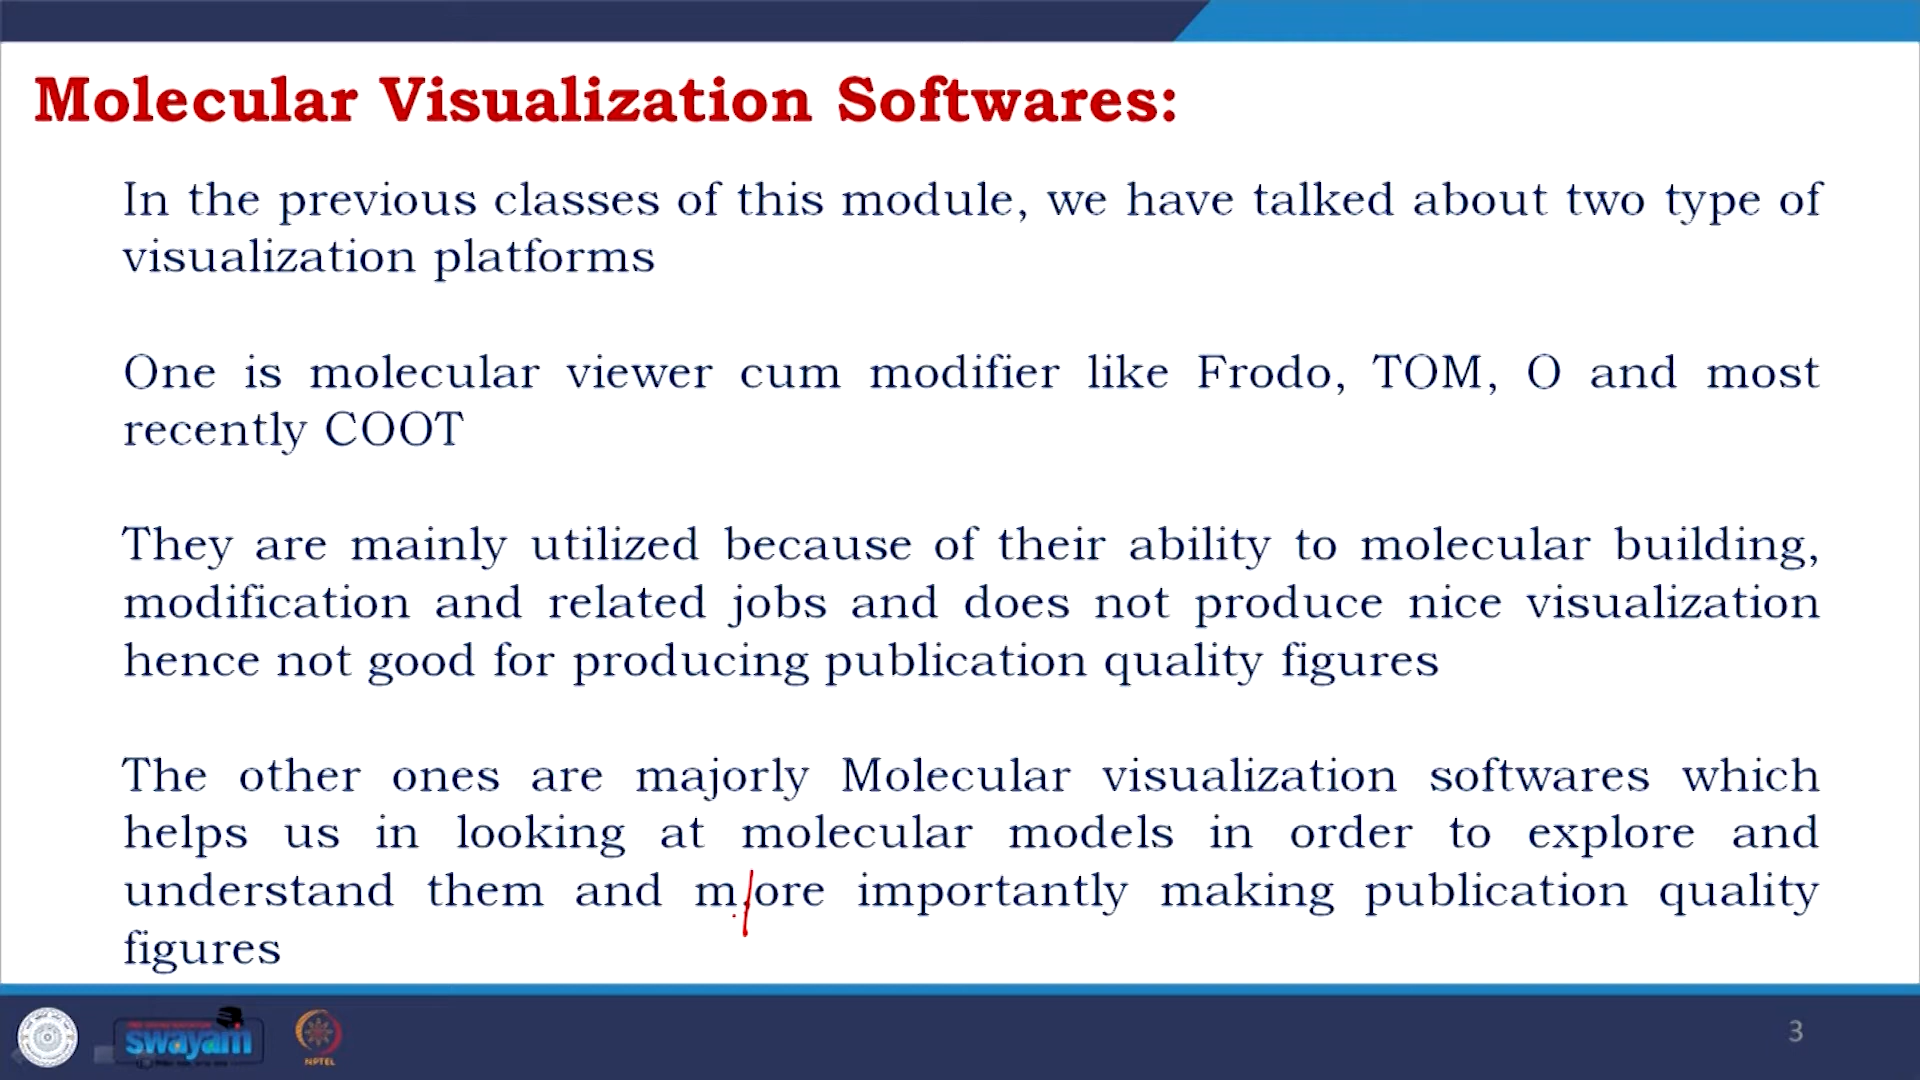 Molecular Visualization Softwares:
In the previous classes of this module, we have talked about two type of
visualization platforms
One is molecular viewer cum modifier like Frodo, TOM, O and most
recently COOT
They are mainly utilized because of their ability to molecular building,
modification and related jobs and does not produce nice visualization
hence not good for producing publication quality figures
The other ones are majorly Molecular visualization softwares which
helps us in looking at molecular models in order to explore and
understand them and more importantly making publication quality
figures
swayam
NPTEL
3